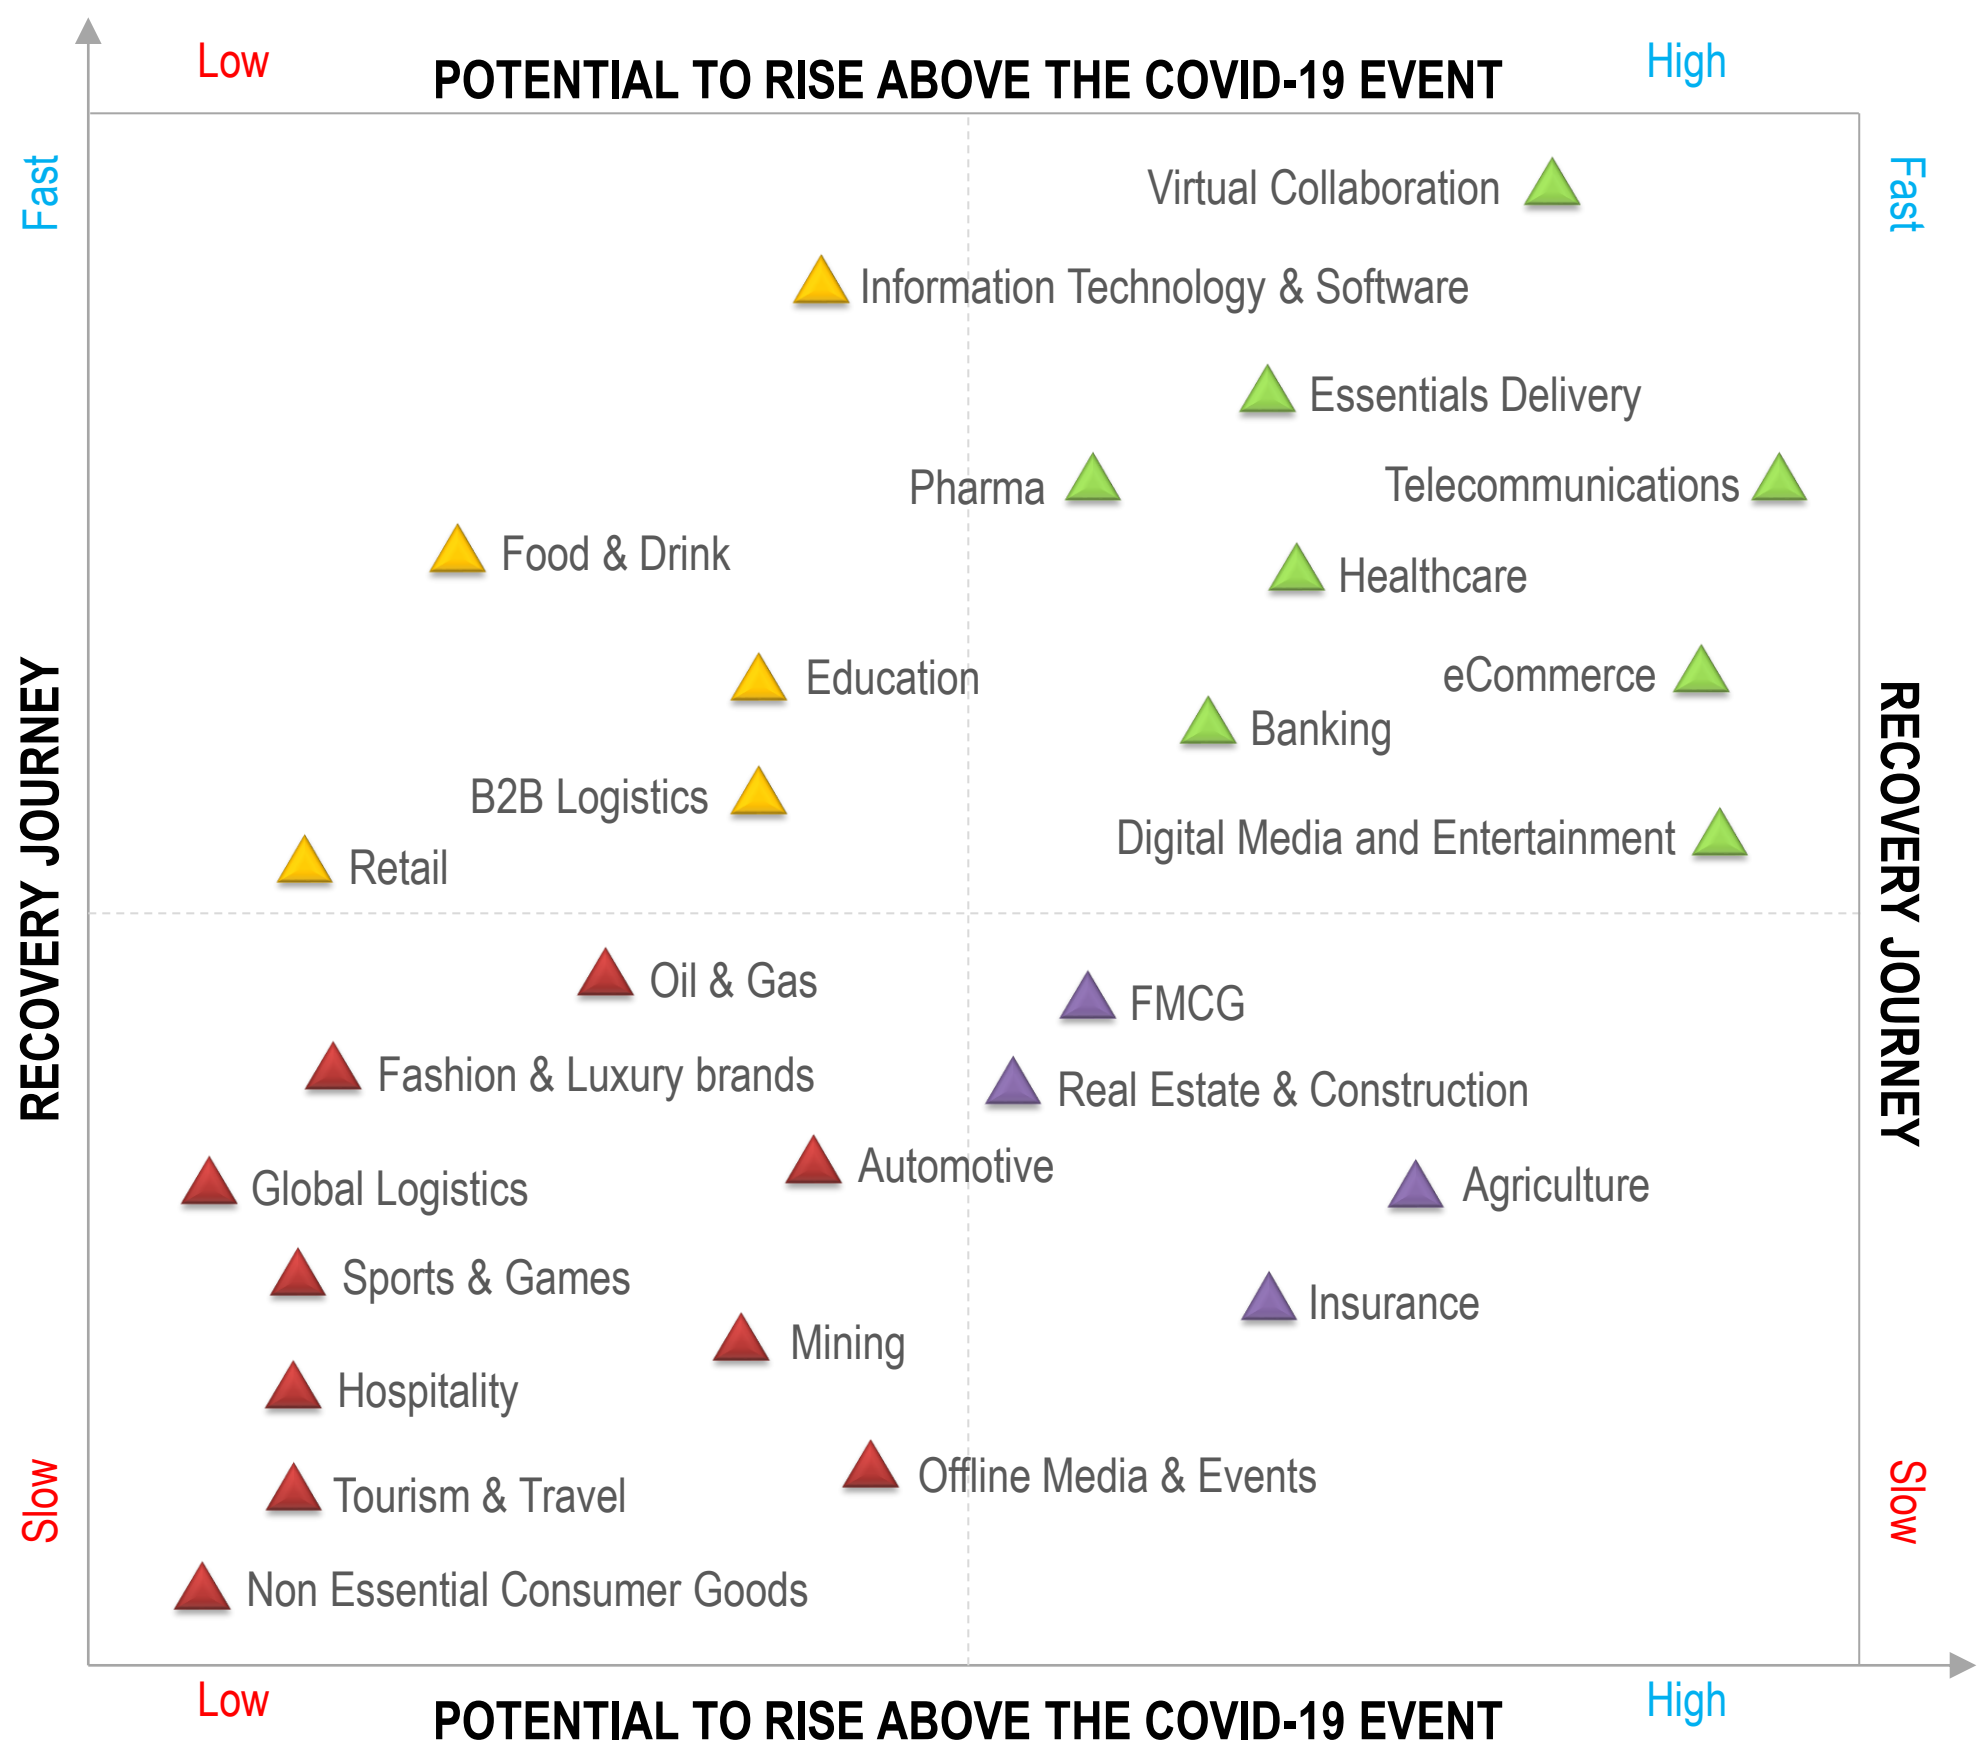 Low
POTENTIAL TO RISE ABOVE THE COVID-19 EVENT
High
Fast
Fast
Virtual Collaboration
Information Technology & Software
Essentials Delivery
Pharma
Telecommunications
Food & Drink
Healthcare
Education
eCommerce
Banking
B2B Logistics
Digital Media and Entertainment
Retail
RECOVERY JOURNEY
RECOVERY JOURNEY
Oil & Gas
FMCG
Fashion & Luxury brands
Real Estate & Construction
Automotive
Global Logistics
Agriculture
Sports & Games
Insurance
Mining
Hospitality
Offline Media & Events
Tourism & Travel
Slow
Slow
Non Essential Consumer Goods
Low
POTENTIAL TO RISE ABOVE THE COVID-19 EVENT
High